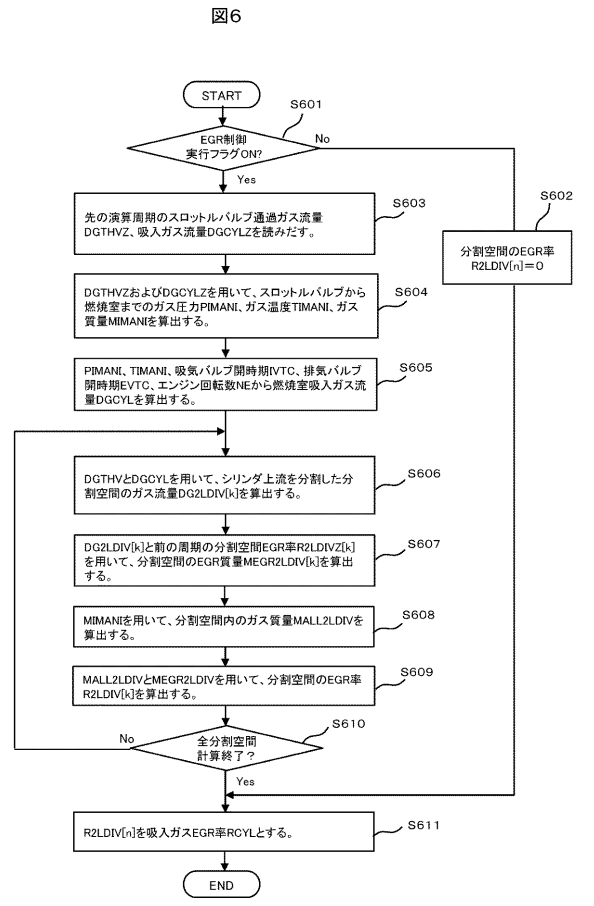 図6
START
S601
EGR制御
実行フラグON?
No
Yes
S602
分割空間のEGR率
R2LDIV[n]=0
S603
先の演算周期のスロットルバルブ通過ガス流量
DGTHVZ、吸入ガス流量DGCYLZを読みだす。
S604
DGTHVZおよびDGCYLZを用いて、スロットルバルブから
燃焼室までのガス圧力PIMANI、ガス温度TIMANI、ガス
質量MIMANIを算出する。
S605
PIMANI、TIMANI、吸気バルブ開時期IVTC、排気バルブ
開時期EVTC、エンジン回転数NEから燃焼室吸入ガス流
量DGCYLを算出する。
S606
DGTHVとDGCYLを用いて、シリンダ上流を分割した分
割空間のガス流量DG2LDIV[k]を算出する。
S607
DG2LDIV[k]と前の周期の分割空間EGR率R2LDIVZ[k]
を用いて、分割空間のEGR質量MEGR2LDIV[k]を算出
する。
S608
MIMANIを用いて、分割空間内のガス質量MALL2LDIVを
算出する。
S609
MALL2LDIVとMEGR2LDIVを用いて、分割空間のEGR率
R2LDIV[k]を算出する。
S610
全分割空間
計算終了?
No
Yes
S611
R2LDIV[n]を吸入ガスEGR率RCYLとする。
END